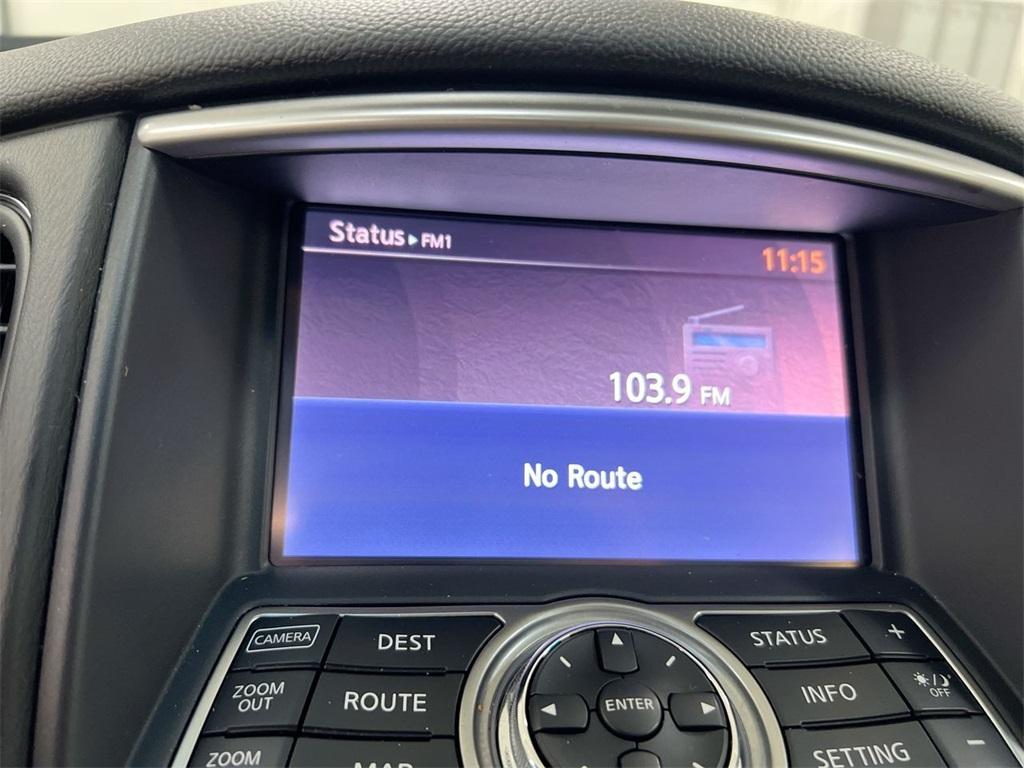 Status▸FM1
11:15
103.9 FM
No Route
CAMERA
DEST
STATUS
+
ZOOM OUT
ROUTE
ENTER
INFO
OFF
ZOOM
MAP
SETTING
−